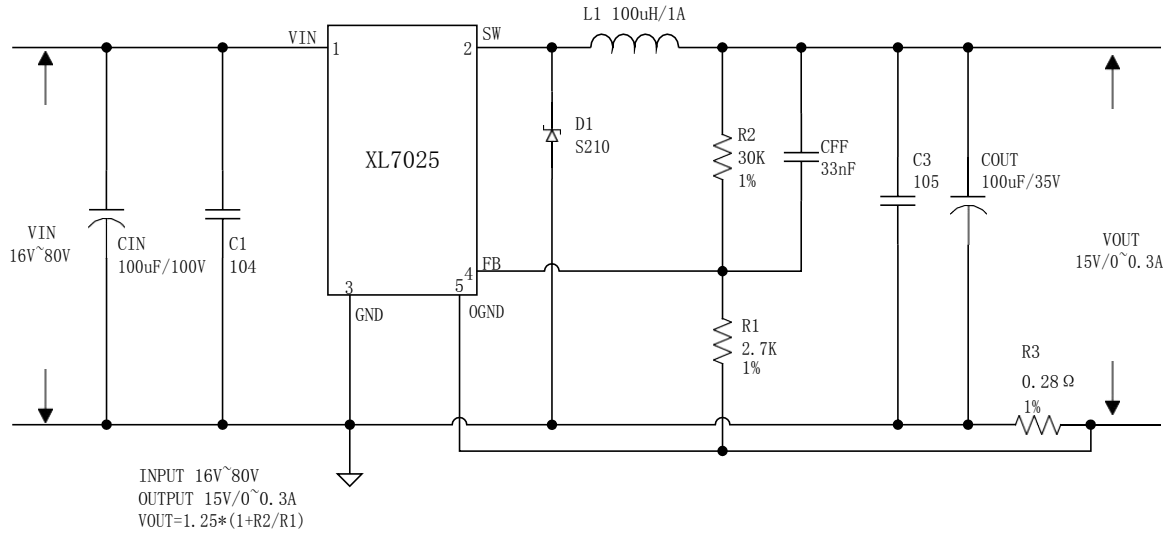 L1 100uH/1A
VIN
1
2
SW
XL7025
D1
S210
R2
30K
1%
CFF
33nF
C3
105
COUT
100uF/35V
VIN
16V~80V
CIN
100uF/100V
C1
104
VOUT
15V/0~0.3A
4
FB
3
5
GND
OGND
R1
2.7K
1%
R3
0.28Ω
1%
INPUT 16V~80V
OUTPUT 15V/0~0.3A
VOUT=1.25*(1+R2/R1)